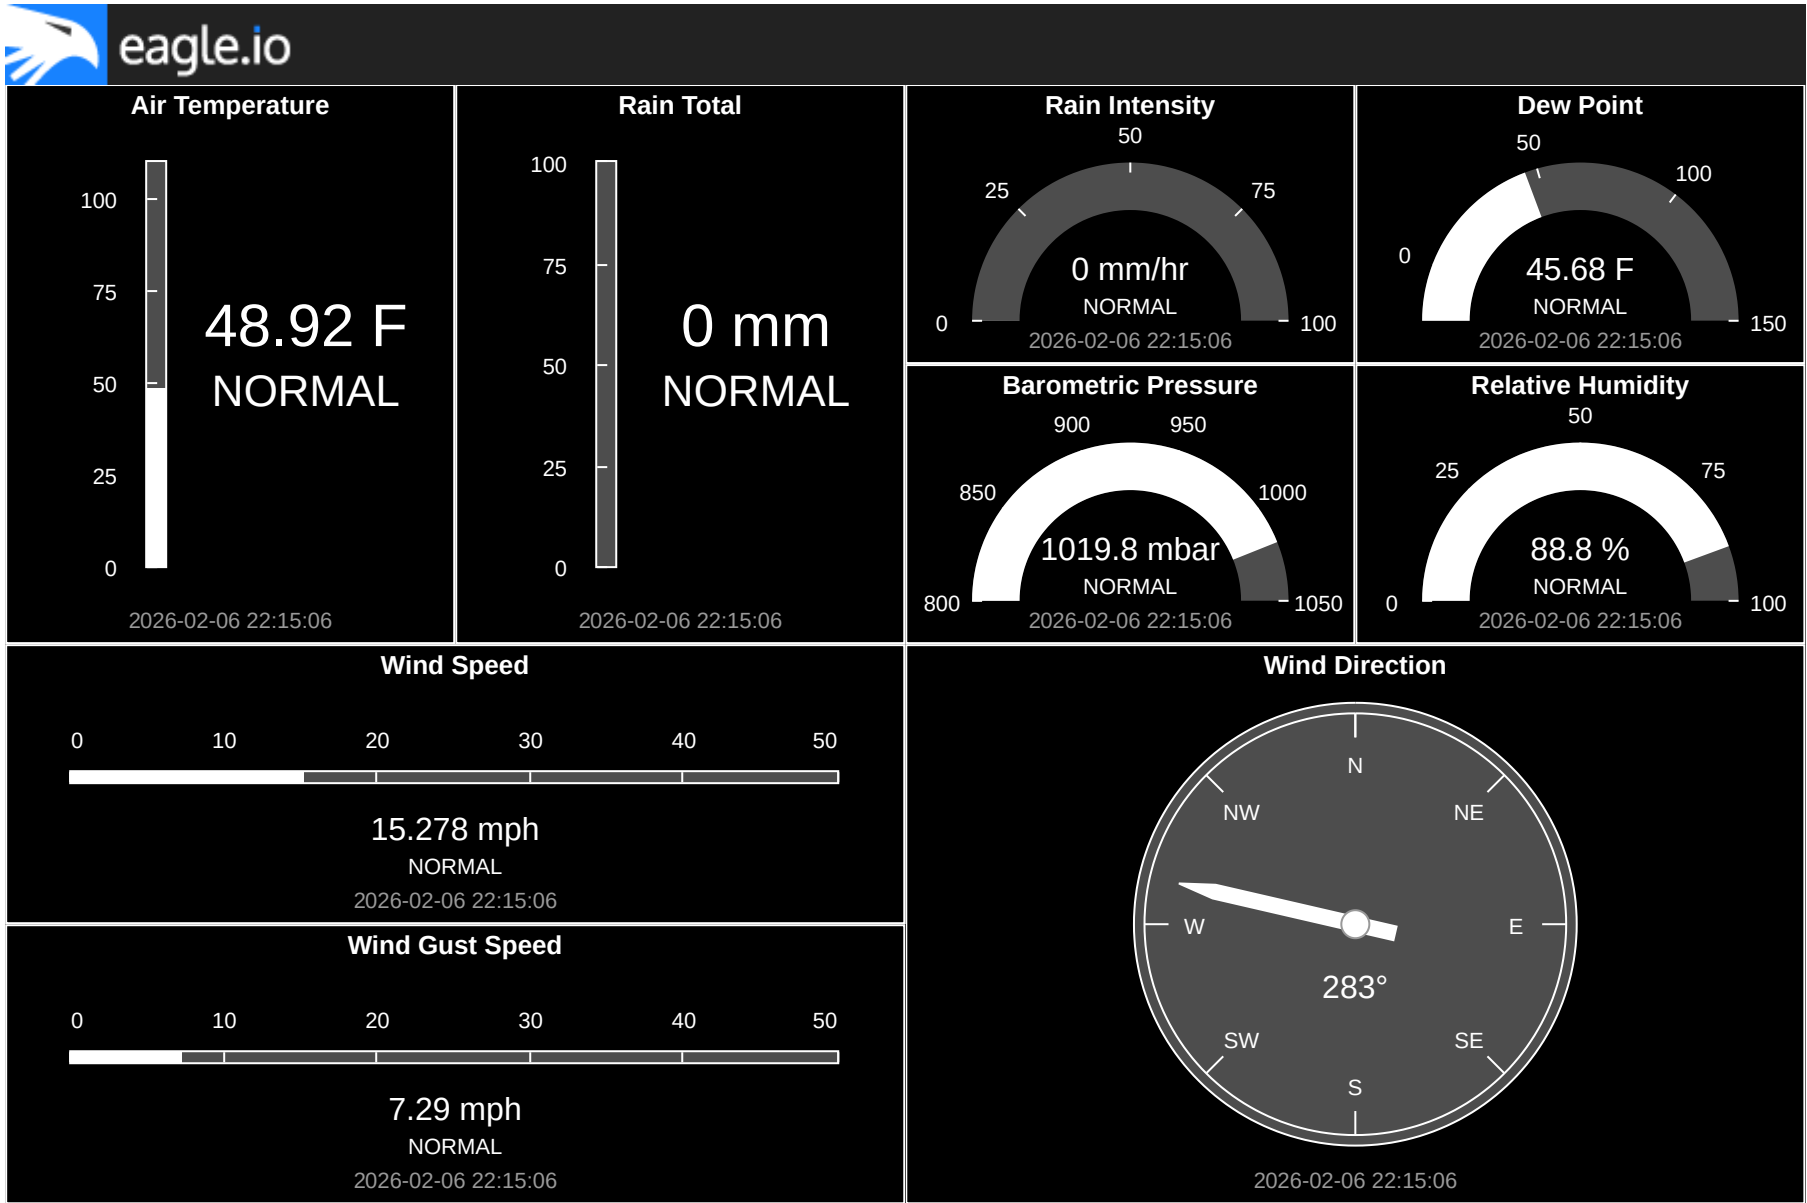 eagle.io
Air Temperature
100
75
50
25
0
48.92 F
NORMAL
2026-02-06 22:15:06
Rain Total
100
75
50
25
0
0 mm
NORMAL
2026-02-06 22:15:06
Rain Intensity
0
25
50
75
100
0 mm/hr
NORMAL
2026-02-06 22:15:06
Dew Point
0
50
100
150
45.68 F
NORMAL
2026-02-06 22:15:06
Barometric Pressure
800
850
900
950
1000
1050
1019.8 mbar
NORMAL
2026-02-06 22:15:06
Relative Humidity
0
25
50
75
100
88.8 %
NORMAL
2026-02-06 22:15:06
Wind Speed
0 10 20 30 40 50
15.278 mph
NORMAL
2026-02-06 22:15:06
Wind Gust Speed
0 10 20 30 40 50
7.29 mph
NORMAL
2026-02-06 22:15:06
Wind Direction
N
NW NE
W E
283°
SW SE
S
2026-02-06 22:15:06